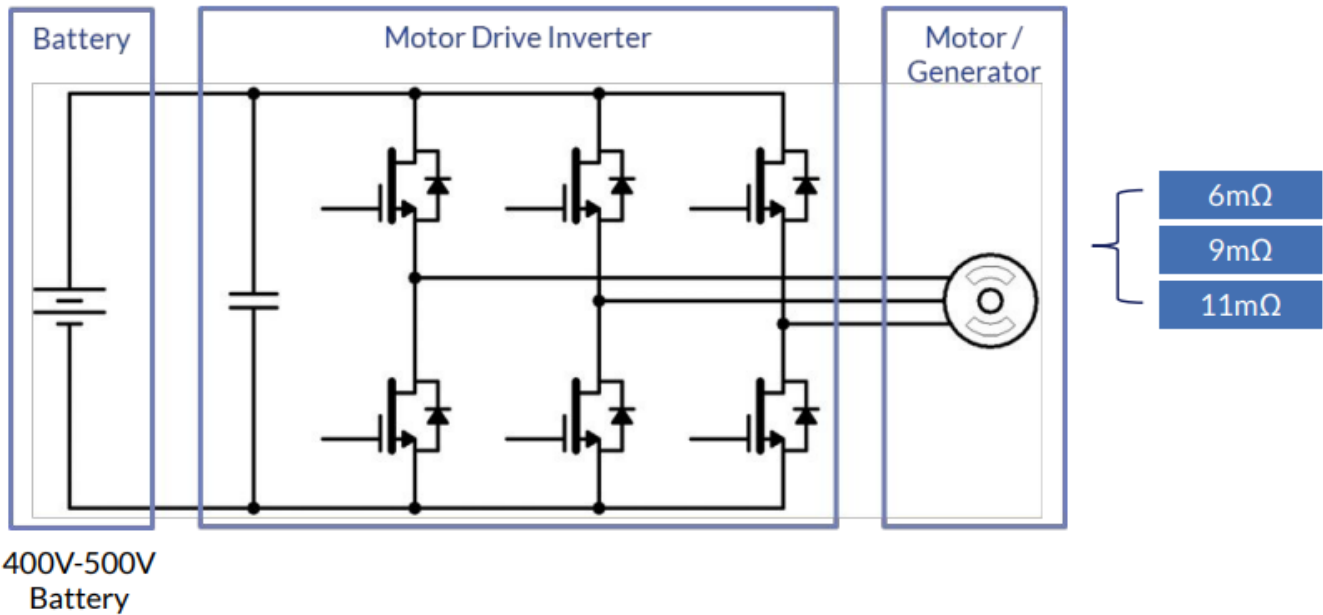 Battery
Motor Drive Inverter
Motor /
Generator
6mΩ
9mΩ
11mΩ
400V-500V
Battery